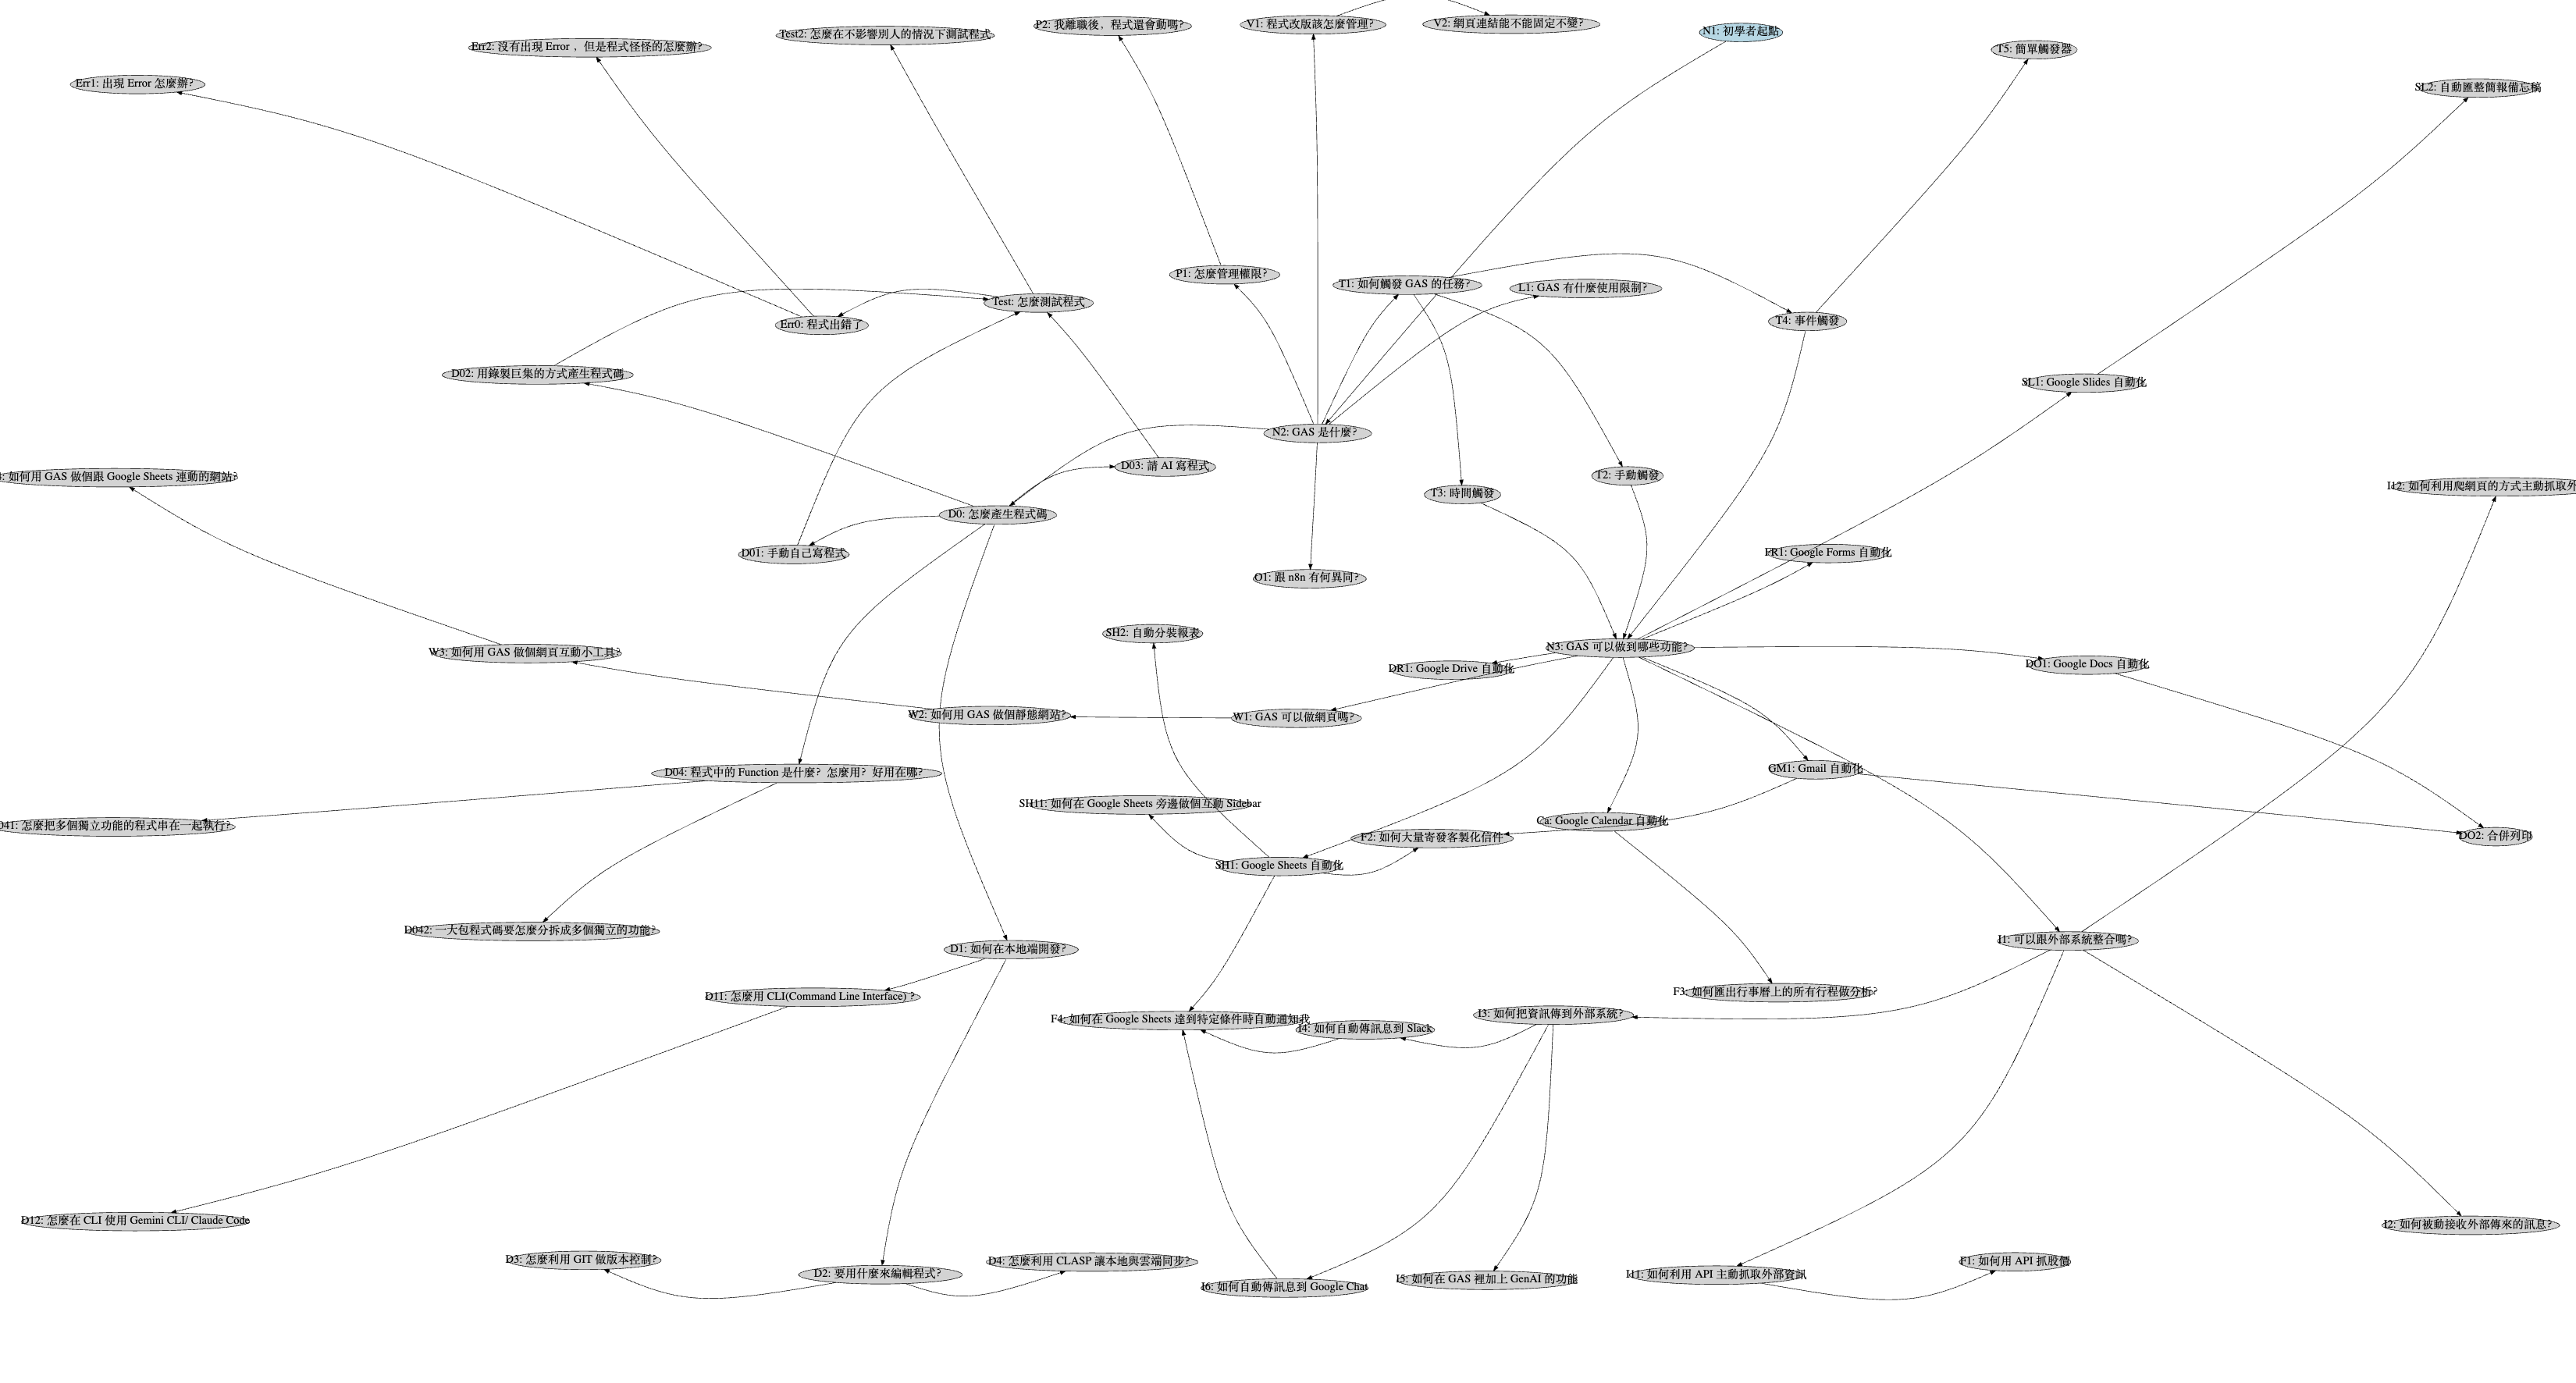 P2: 我離職後，程式還會動嗎?
V1: 程式改版該怎麼管理?
V2: 網頁連結能不能固定不變?
N1: 初學者起點
Test2: 怎麼在不影響別人的情況下測試程式
Err2: 沒有出現 Error ，但是程式怪怪的怎麼辦?
T5: 簡單觸發器
Err1: 出現 Error 怎麼辦?
SL2: 自動匯整簡報備忘稿
P1: 怎麼管理權限?
T1: 如何觸發 GAS 的任務?
L1: GAS 有什麼使用限制?
Test: 怎麼測試程式
Err0: 程式出錯了
T4: 事件觸發
D02: 用錄製巨集的方式產生程式碼
SL1: Google Slides 自動化
N2: GAS 是什麼?
D03: 請 AI 寫程式
: 如何用 GAS 做個跟 Google Sheets 連動的網站?
T2: 手動觸發
I12: 如何利用爬網頁的方式主動抓取外
T3: 時間觸發
D0: 怎麼產生程式碼
D01: 手動自己寫程式
FR1: Google Forms 自動化
O1: 跟 n8n 有何異同?
SH2: 自動分裝報表
N3: GAS 可以做到哪些功能?
W3: 如何用 GAS 做個網頁互動小工具?
DR1: Google Drive 自動化
DO1: Google Docs 自動化
W2: 如何用 GAS 做個靜態網站?
W1: GAS 可以做網頁嗎?
D04: 程式中的 Function 是什麼？怎麼用？好用在哪?
GM1: Gmail 自動化
SH11: 如何在 Google Sheets 旁邊做個互動 Sidebar
Ca: Google Calendar 自動化
041: 怎麼把多個獨立功能的程式串在一起執行?
F2: 如何大量寄發客製化信件
DO2: 合併列印
SH1: Google Sheets 自動化
D042: 一大包程式碼要怎麼分拆成多個獨立的功能?
I1: 可以跟外部系統整合嗎?
D1: 如何在本地端開發?
F3: 如何匯出行事曆上的所有行程做分析?
D11: 怎麼用 CLI(Command Line Interface) ?
I3: 如何把資訊傳到外部系統?
F4: 如何在 Google Sheets 達到特定條件時自動通知我
I4: 如何自動傳訊息到 Slack
D12: 怎麼在 CLI 使用 Gemini CLI/ Claude Code
I2: 如何被動接收外部傳來的訊息?
D3: 怎麼利用 GIT 做版本控制?
D4: 怎麼利用 CLASP 讓本地與雲端同步?
F1: 如何用 API 抓股價
D2: 要用什麼來編輯程式?
I11: 如何利用 API 主動抓取外部資訊
I5: 如何在 GAS 裡加上 GenAI 的功能
I6: 如何自動傳訊息到 Google Chat